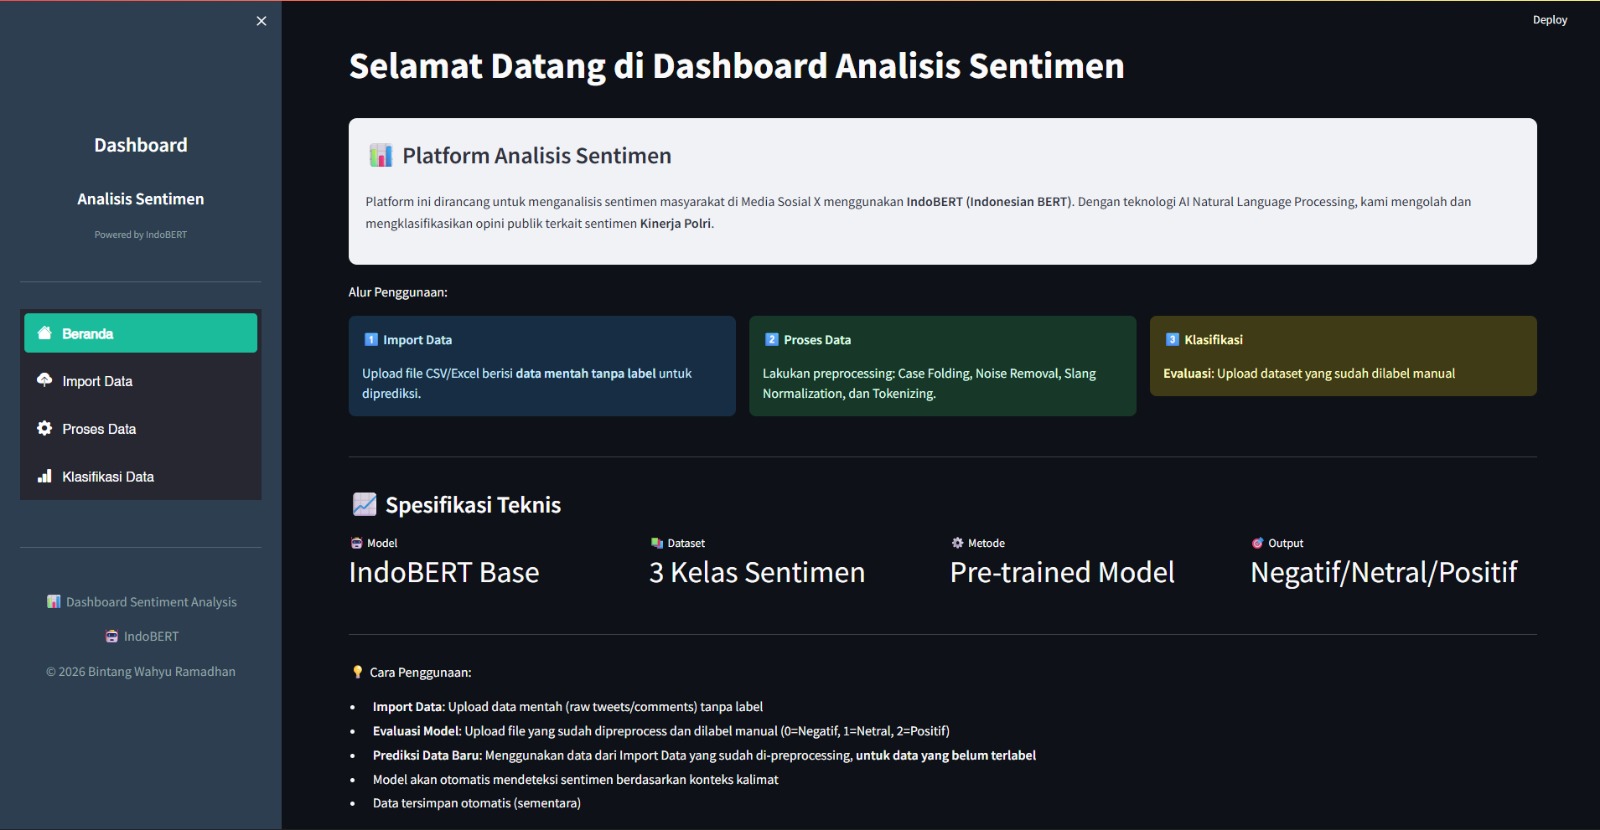 Deploy
Dashboard
Analisis Sentimen
Powered by IndoBERT
Beranda
Import Data
Proses Data
Klasifikasi Data
Dashboard Sentiment Analysis
IndoBERT
© 2026 Bintang Wahyu Ramadhan
Selamat Datang di Dashboard Analisis Sentimen
Platform Analisis Sentimen
Platform ini dirancang untuk menganalisis sentimen masyarakat di Media Sosial X menggunakan IndoBERT (Indonesian BERT). Dengan teknologi AI Natural Language Processing, kami mengolah dan
mengklasifikasikan opini publik terkait sentimen Kinerja Polri.
Alur Penggunaan:
1 Import Data
Upload file CSV/Excel berisi data mentah tanpa label untuk
diprediksi.
2 Proses Data
Lakukan preprocessing: Case Folding, Noise Removal, Slang
Normalization, dan Tokenizing.
3 Klasifikasi
Evaluasi: Upload dataset yang sudah dilabel manual
Spesifikasi Teknis
Model
IndoBERT Base
Dataset
3 Kelas Sentimen
Metode
Pre-trained Model
Output
Negatif/Netral/Positif
Cara Penggunaan:
• Import Data: Upload data mentah (raw tweets/comments) tanpa label
• Evaluasi Model: Upload file yang sudah dipreprocess dan dilabel manual (0=Negatif, 1=Netral, 2=Positif)
• Prediksi Data Baru: Menggunakan data dari Import Data yang sudah di-preprocessing, untuk data yang belum terlabel
• Model akan otomatis mendeteksi sentimen berdasarkan konteks kalimat
• Data tersimpan otomatis (sementara)